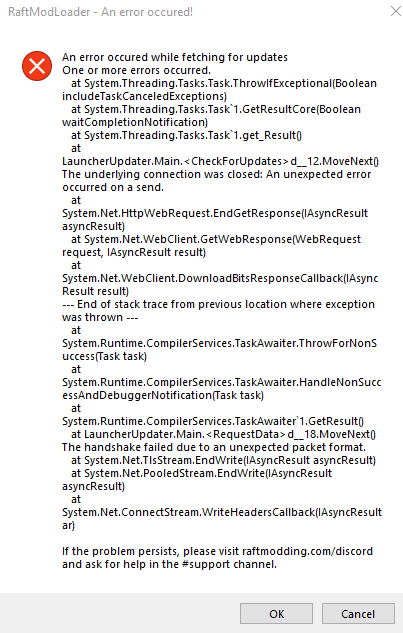 RaftModLoader - An error occured!
An error occured while fetching for updates
One or more errors occurred.
at System.Threading.Tasks.Task.ThrowIfExceptional(Boolean
includeTaskCanceledExceptions)
at System.Threading.Tasks.Task`1.GetResultCore(Boolean
waitCompletionNotification)
at System.Threading.Tasks.Task`1.get_Result()
at
LauncherUpdater.Main.<CheckForUpdates>d__12.MoveNext()
The underlying connection was closed: An unexpected error
occurred on a send.
at
System.Net.HttpWebRequest.EndGetResponse(IAsyncResult
asyncResult)
at System.Net.WebClient.GetWebResponse(WebRequest
request, IAsyncResult result)
at
System.Net.WebClient.DownloadBitsResponseCallback(IAsync
Result result)
--- End of stack trace from previous location where exception
was thrown ---
at
System.Runtime.CompilerServices.TaskAwaiter.ThrowForNonS
uccess(Task task)
at
System.Runtime.CompilerServices.TaskAwaiter.HandleNonSucc
essAndDebuggerNotification(Task task)
at
System.Runtime.CompilerServices.TaskAwaiter`1.GetResult()
at LauncherUpdater.Main.<RequestData>d__18.MoveNext()
The handshake failed due to an unexpected packet format.
at System.Net.TlsStream.EndWrite(IAsyncResult asyncResult)
at System.Net.PooledStream.EndWrite(IAsyncResult
asyncResult)
at
System.Net.ConnectStream.WriteHeadersCallback(IAsyncResult
ar)
If the problem persists, please visit raftmodding.com/discord
and ask for help in the #support channel.
OK
Cancel